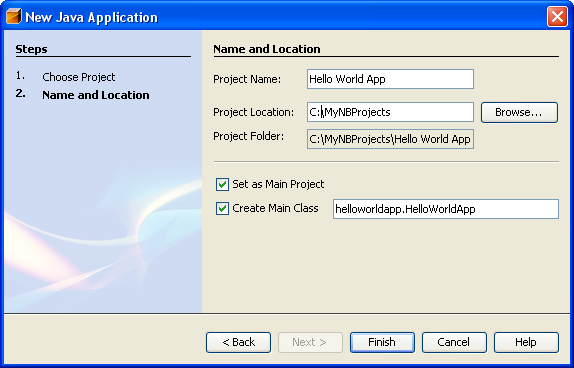 New Java Application
Steps
1. Choose Project
2. Name and Location
Name and Location
Project Name: Hello World App
Project Location: C:\MyNBProjects Browse...
Project Folder: C:\MyNBProjects\Hello World App
Set as Main Project
Create Main Class helloworldapp.HelloWorldApp
< Back Next > Finish Cancel Help